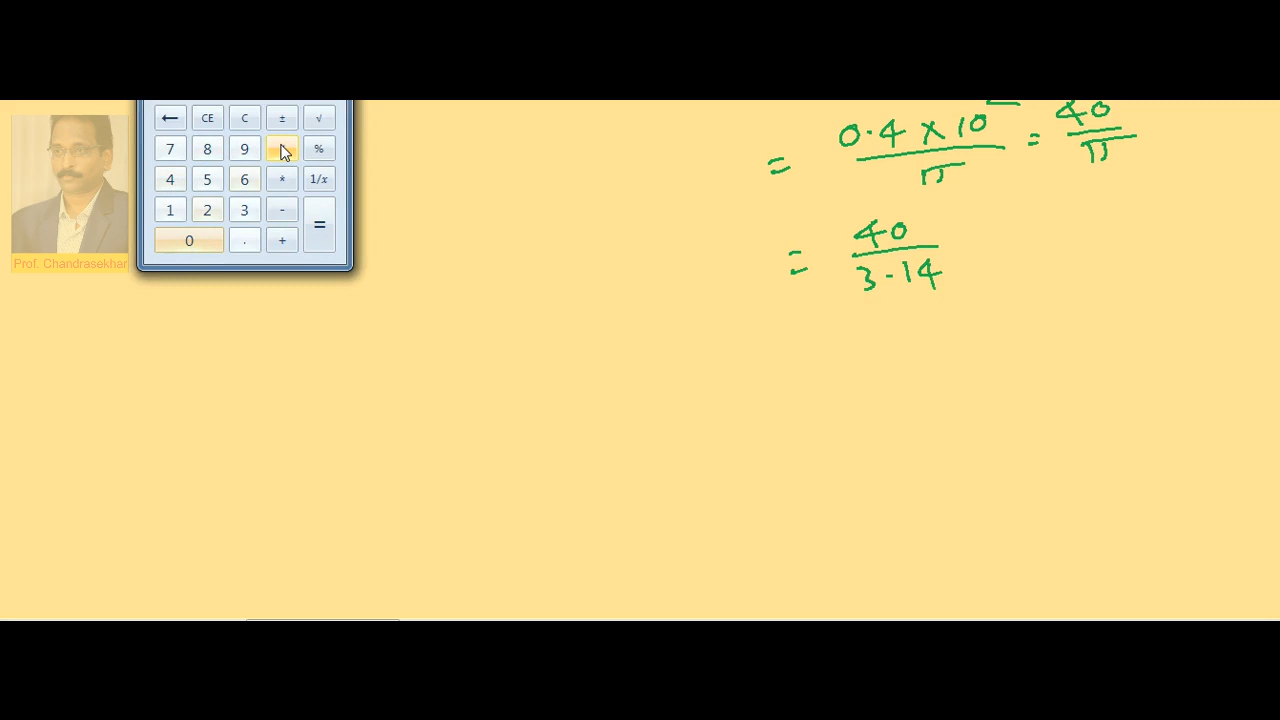 ← CE C ± √
7 8 9 %
4 5 6 * 1/x
1 2 3 - =
0 . +
Prof. Chandrasekhar
= 0.4 × 10 / π = 40 / π
= 40 / 3.14